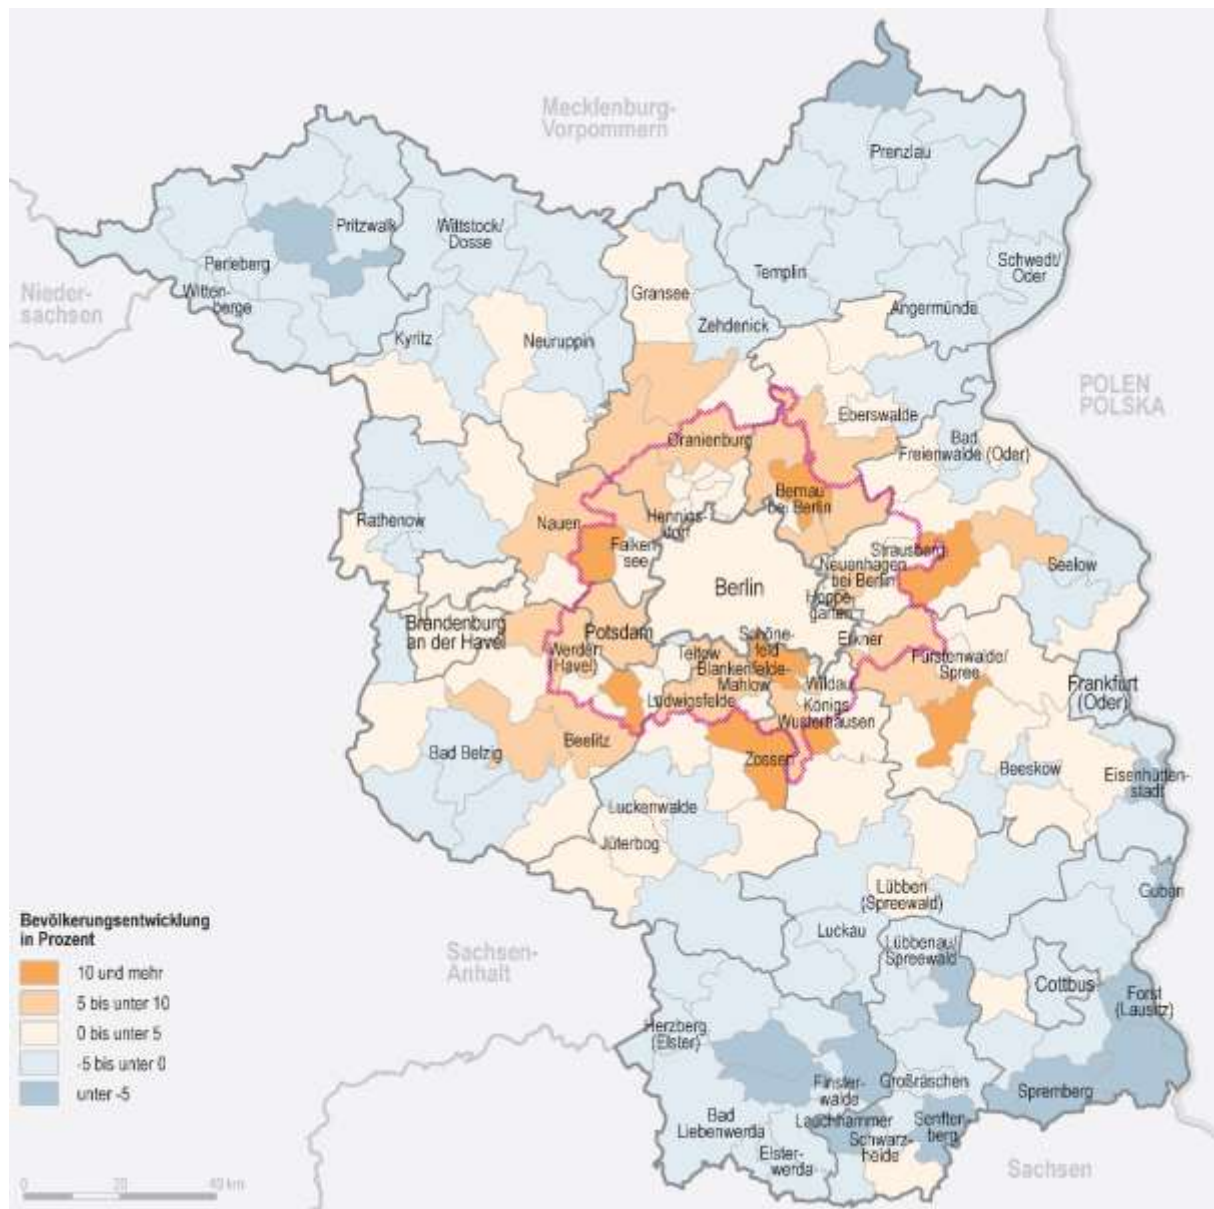 Mecklenburg-
Vorpommern
Prenzlau
Pritzwalk
Wittstock/
Dosse
Perleberg
Witten-
berge
Nieder-
sachsen
Schwedt/
Oder
Templin
Gransee
Angermünde
Zehdenick
Kyritz
Neuruppin
POLEN
POLSKA
Eberswalde
Oranienburg
Bad
Freienwalde (Oder)
Bernau
bei Berlin
Rathenow
Nauen
Hennigs-
dorf
Falken-
see
Strausberg
Neuenhagen
bei Berlin
Seelow
Berlin
Hoppe-
garten
Brandenburg
an der Havel
Potsdam
Schöne-
feld
Erkner
Werder
(Havel)
Teltow
Blankenfelde-
Mahlow
Fürstenwalde/
Spree
Wildau
Frankfurt
(Oder)
Ludwigsfelde
Königs
Wusterhausen
Beelitz
Bad Belzig
Zossen
Beeskow
Eisenhütten-
stadt
Luckenwalde
Jüterbog
Lübben
(Spreewald)
Guben
Bevölkerungsentwicklung
in Prozent
10 und mehr
5 bis unter 10
0 bis unter 5
-5 bis unter 0
unter -5
Sachsen-
Anhalt
Luckau
Lübbenau/
Spreewald
Cottbus
Forst
(Lausitz)
Herzberg
(Elster)
Finster-
walde
Großräschen
Spremberg
Bad
Liebenwerda
Lauchhammer
Schwarz-
heide
Senften-
berg
Elster-
werda
Sachsen
0 20 40 km